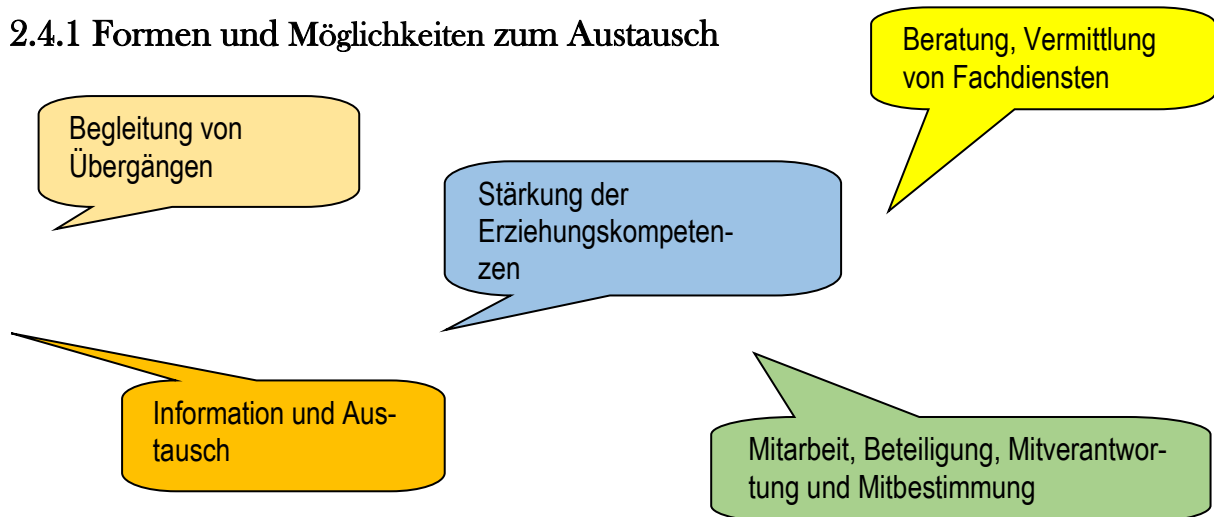 2.4.1 Formen und Möglichkeiten zum Austausch
Beratung, Vermittlung
von Fachdiensten
Begleitung von
Übergängen
Stärkung der
Erziehungskompeten-
zen
Information und Aus-
tausch
Mitarbeit, Beteiligung, Mitverantwor-
tung und Mitbestimmung